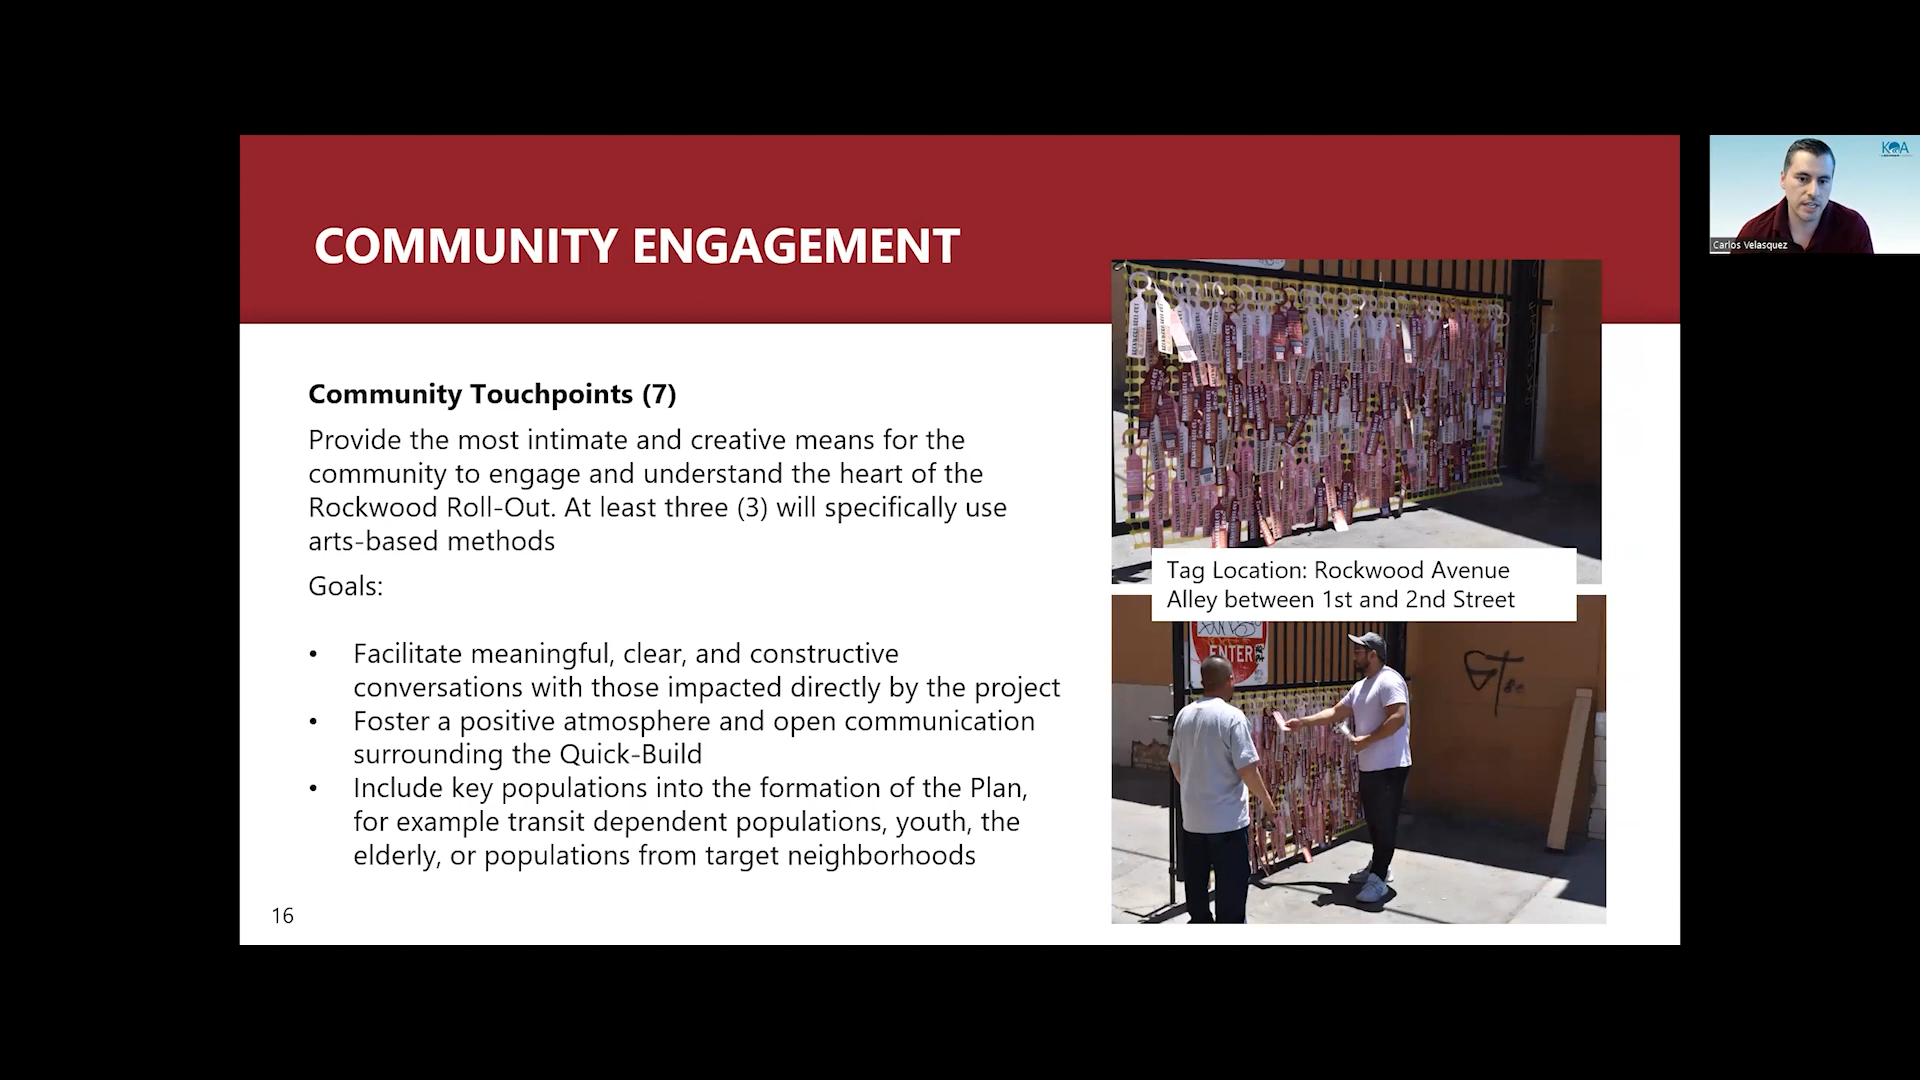 COMMUNITY ENGAGEMENT
Community Touchpoints (7)
Provide the most intimate and creative means for the
community to engage and understand the heart of the
Rockwood Roll-Out. At least three (3) will specifically use
arts-based methods
Goals:
• Facilitate meaningful, clear, and constructive
conversations with those impacted directly by the project
• Foster a positive atmosphere and open communication
surrounding the Quick-Build
• Include key populations into the formation of the Plan,
for example transit dependent populations, youth, the
elderly, or populations from target neighborhoods
16
Tag Location: Rockwood Avenue
Alley between 1st and 2nd Street
ENTER
KOA
Carlos Velasquez